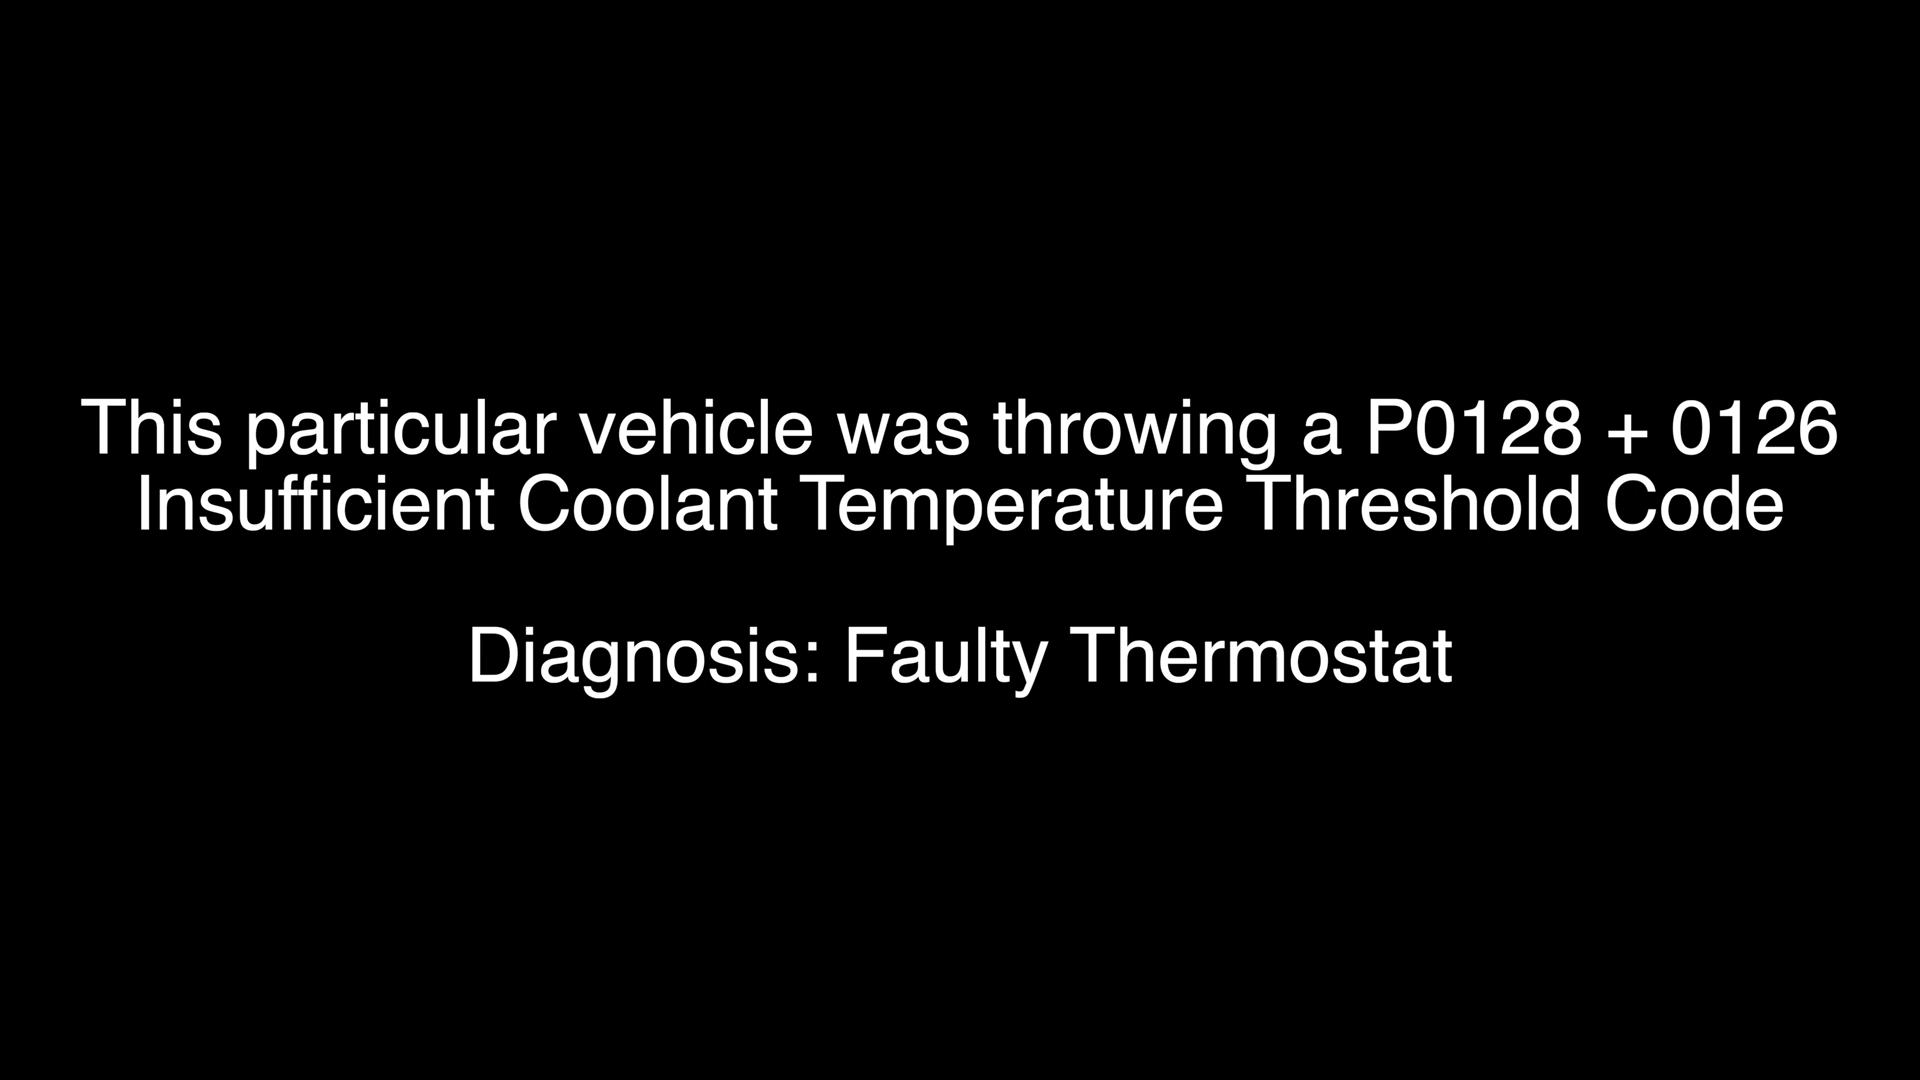 This particular vehicle was throwing a P0128 + 0126
Insufficient Coolant Temperature Threshold Code
Diagnosis: Faulty Thermostat